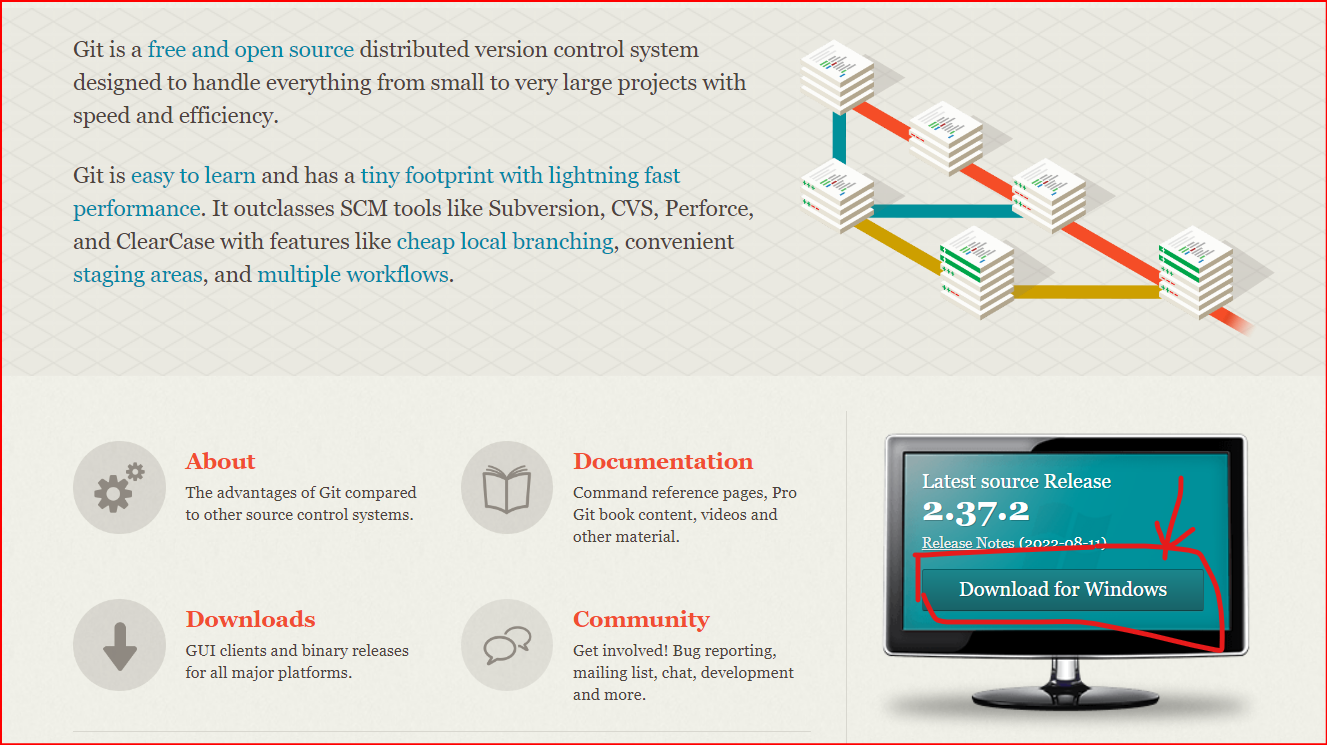 Git is a free and open source distributed version control system
designed to handle everything from small to very large projects with
speed and efficiency.
Git is easy to learn and has a tiny footprint with lightning fast
performance. It outclasses SCM tools like Subversion, CVS, Perforce,
and ClearCase with features like cheap local branching, convenient
staging areas, and multiple workflows.
About
The advantages of Git compared
to other source control systems.
Documentation
Command reference pages, Pro
Git book content, videos and
other material.
Downloads
GUI clients and binary releases
for all major platforms.
Community
Get involved! Bug reporting,
mailing list, chat, development
and more.
Latest source Release
2.37.2
Release Notes (2022-08-11)
Download for Windows